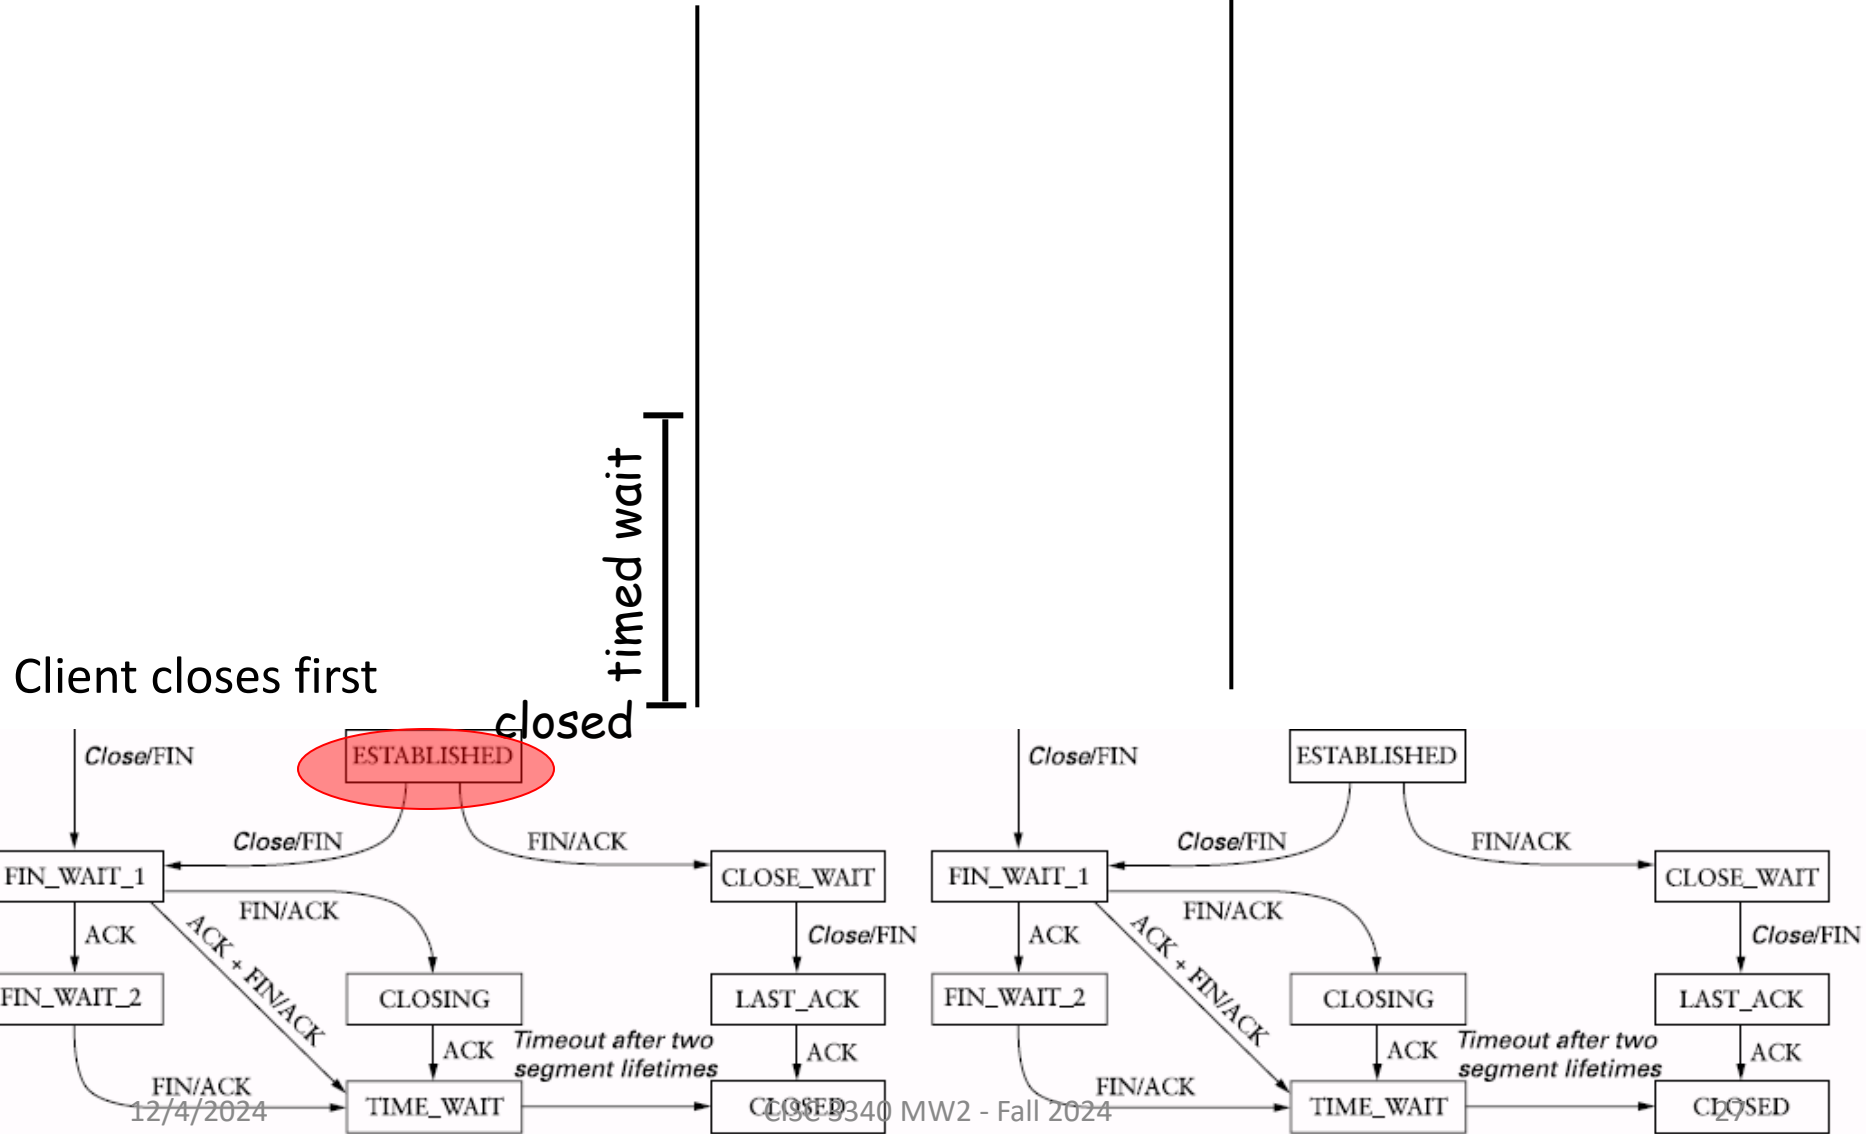 timed wait
Client closes first
closed
Close/FIN
ESTABLISHED
Close/FIN
FIN/ACK
FIN_WAIT_1
CLOSE_WAIT
FIN/ACK
ACK
ACK + FIN/ACK
Close/FIN
FIN_WAIT_2
CLOSING
LAST_ACK
ACK
Timeout after two
segment lifetimes
ACK
FIN/ACK
TIME_WAIT
CLOSED
Close/FIN
ESTABLISHED
Close/FIN
FIN/ACK
FIN_WAIT_1
CLOSE_WAIT
FIN/ACK
ACK
ACK + FIN/ACK
Close/FIN
FIN_WAIT_2
CLOSING
LAST_ACK
ACK
Timeout after two
segment lifetimes
ACK
FIN/ACK
TIME_WAIT
CLOSED
12/4/2024
MW2 - Fall 2024
27